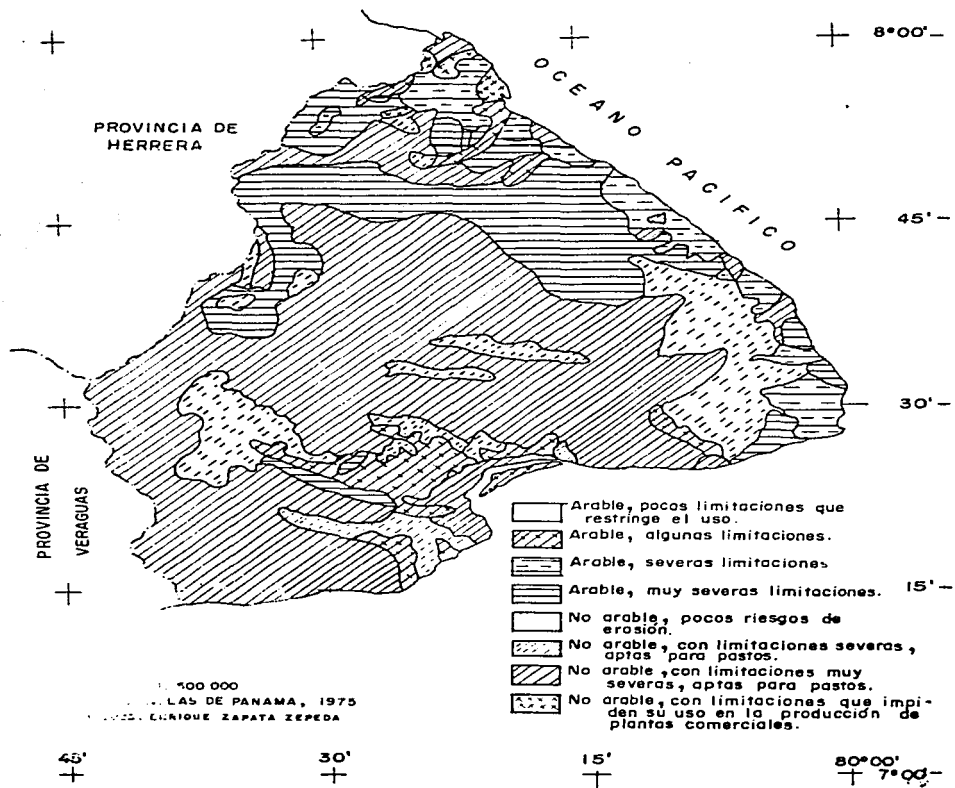 8°00'
OCEANO PACIFICO
PROVINCIA DE
HERRERA
45'
30'
PROVINCIA DE
VERAGUAS
Arable, pocos limitaciones que
restringe el uso.
Arable, algunas limitaciones.
Arable, severas limitaciones
Arable, muy severas limitaciones.
15'
No arable, pocos riesgos de
erosión.
No arable, con limitaciones severas,
aptas para pastos.
No arable, con limitaciones muy
severas, aptas para pastos.
No arable, con limitaciones que impi-
den su uso en la producción de
plantas comerciales.
500 000
LAS DE PANAMA, 1975
ENRIQUE ZAPATA ZEPEDA
45'
30'
15'
80°00'
7°00'